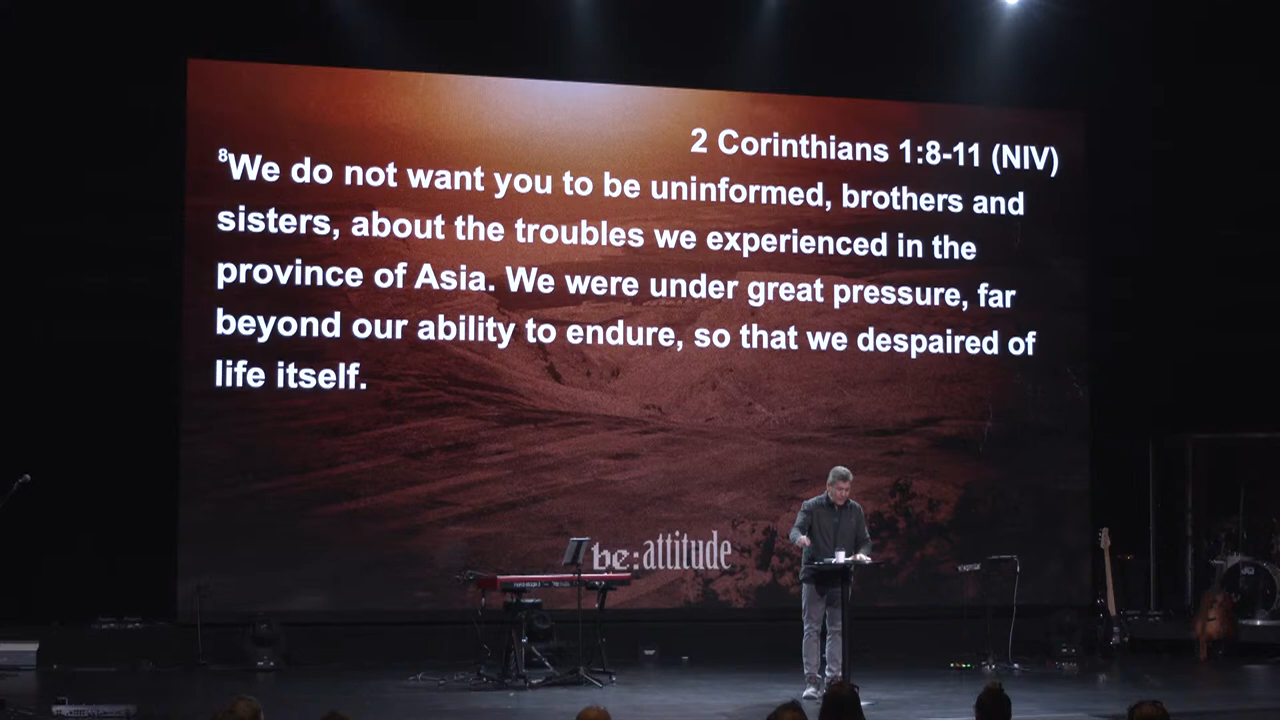 2 Corinthians 1:8-11 (NIV)
⁸We do not want you to be uninformed, brothers and
sisters, about the troubles we experienced in the
province of Asia. We were under great pressure, far
beyond our ability to endure, so that we despaired of
life itself.
be:attitude